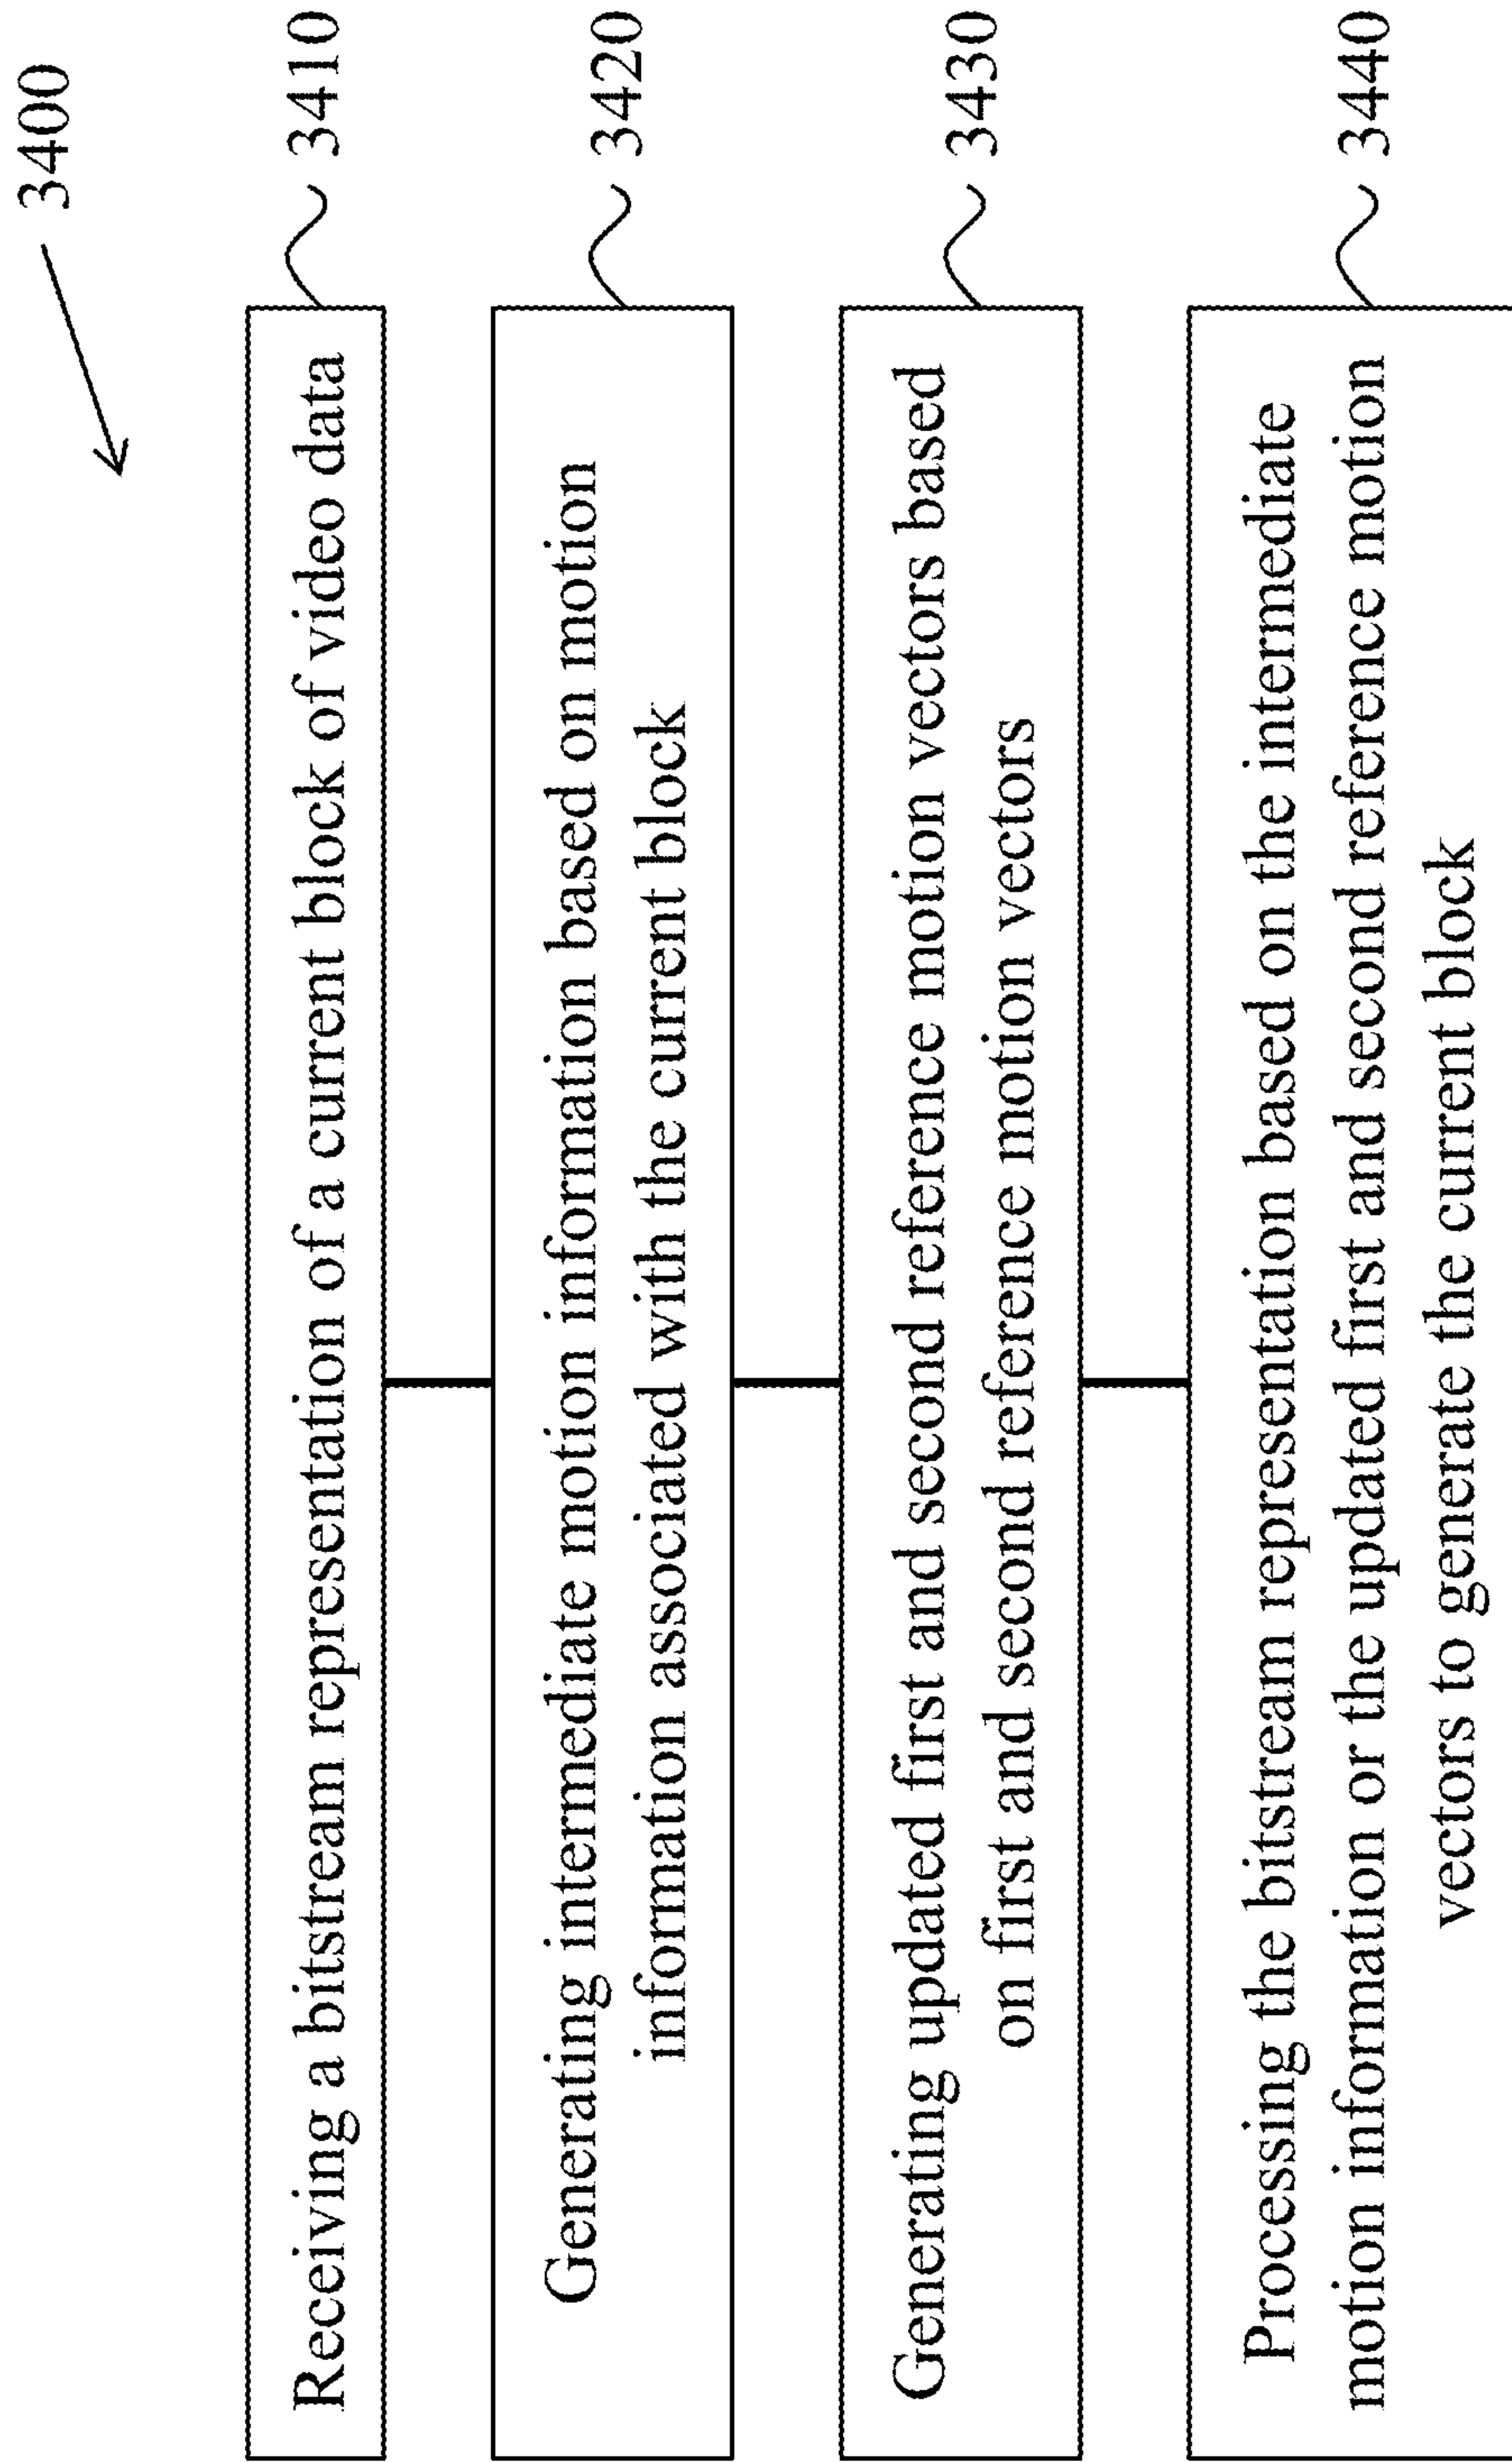 3400
Receiving a bitstream representation of a current block of video data
3410
Generating intermediate motion information based on motion
information associated with the current block
3420
Generating updated first and second reference motion vectors based
on first and second reference motion vectors
3430
Processing the bitstream representation based on the intermediate
motion information or the updated first and second reference motion
vectors to generate the current block
3440